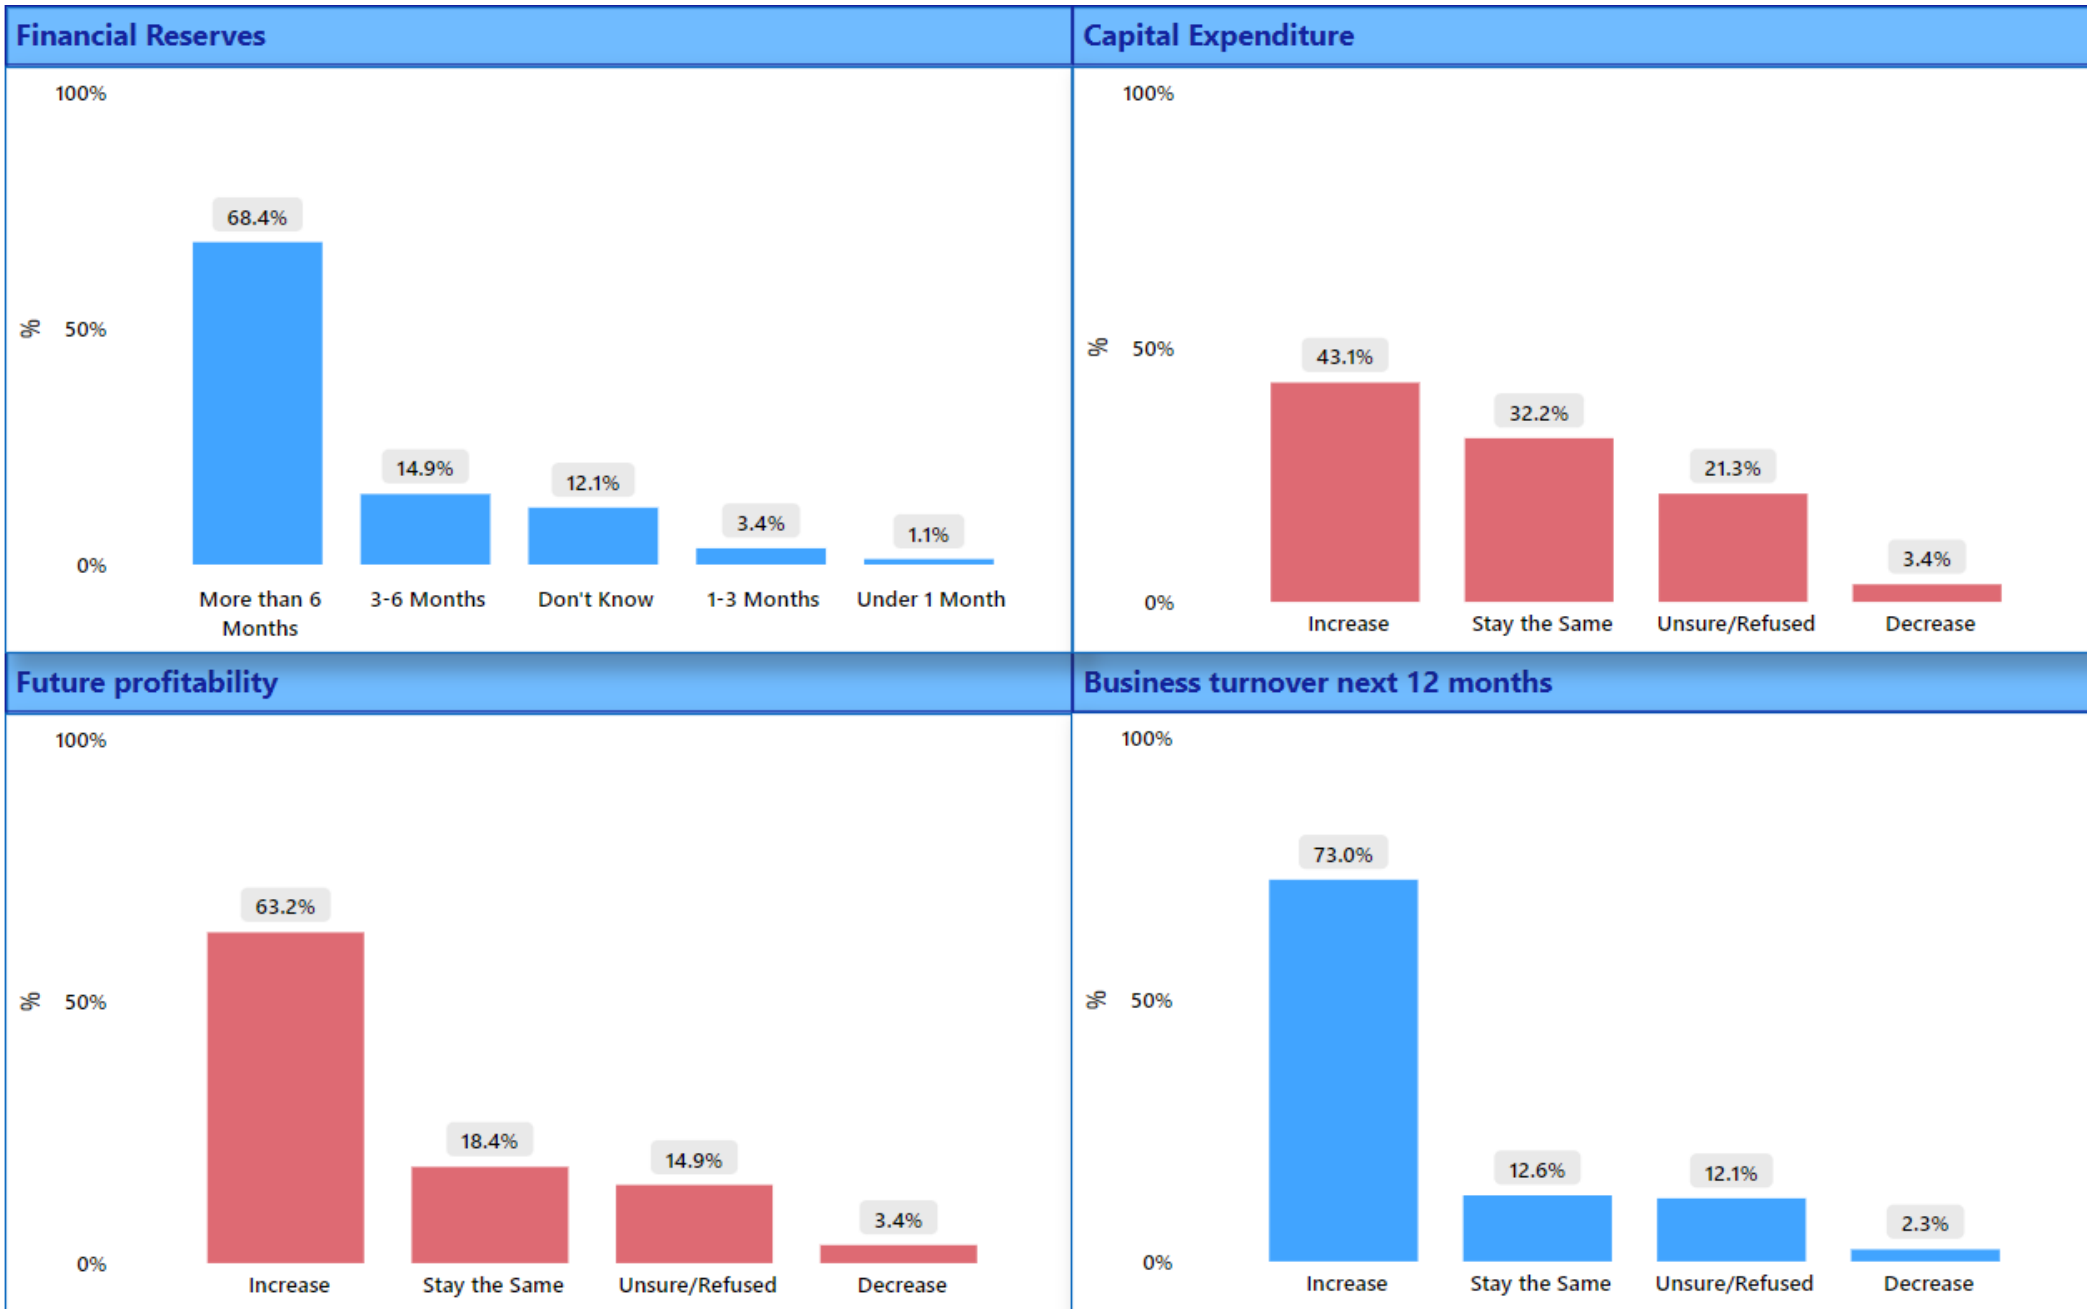 Financial Reserves
100%
50%
0%
%
68.4%
14.9%
12.1%
3.4%
1.1%
More than 6
Months
3-6 Months
Don't Know
1-3 Months
Under 1 Month
Capital Expenditure
100%
50%
0%
%
43.1%
32.2%
21.3%
3.4%
Increase
Stay the Same
Unsure/Refused
Decrease
Future profitability
100%
50%
0%
%
63.2%
18.4%
14.9%
3.4%
Increase
Stay the Same
Unsure/Refused
Decrease
Business turnover next 12 months
100%
50%
0%
%
73.0%
12.6%
12.1%
2.3%
Increase
Stay the Same
Unsure/Refused
Decrease